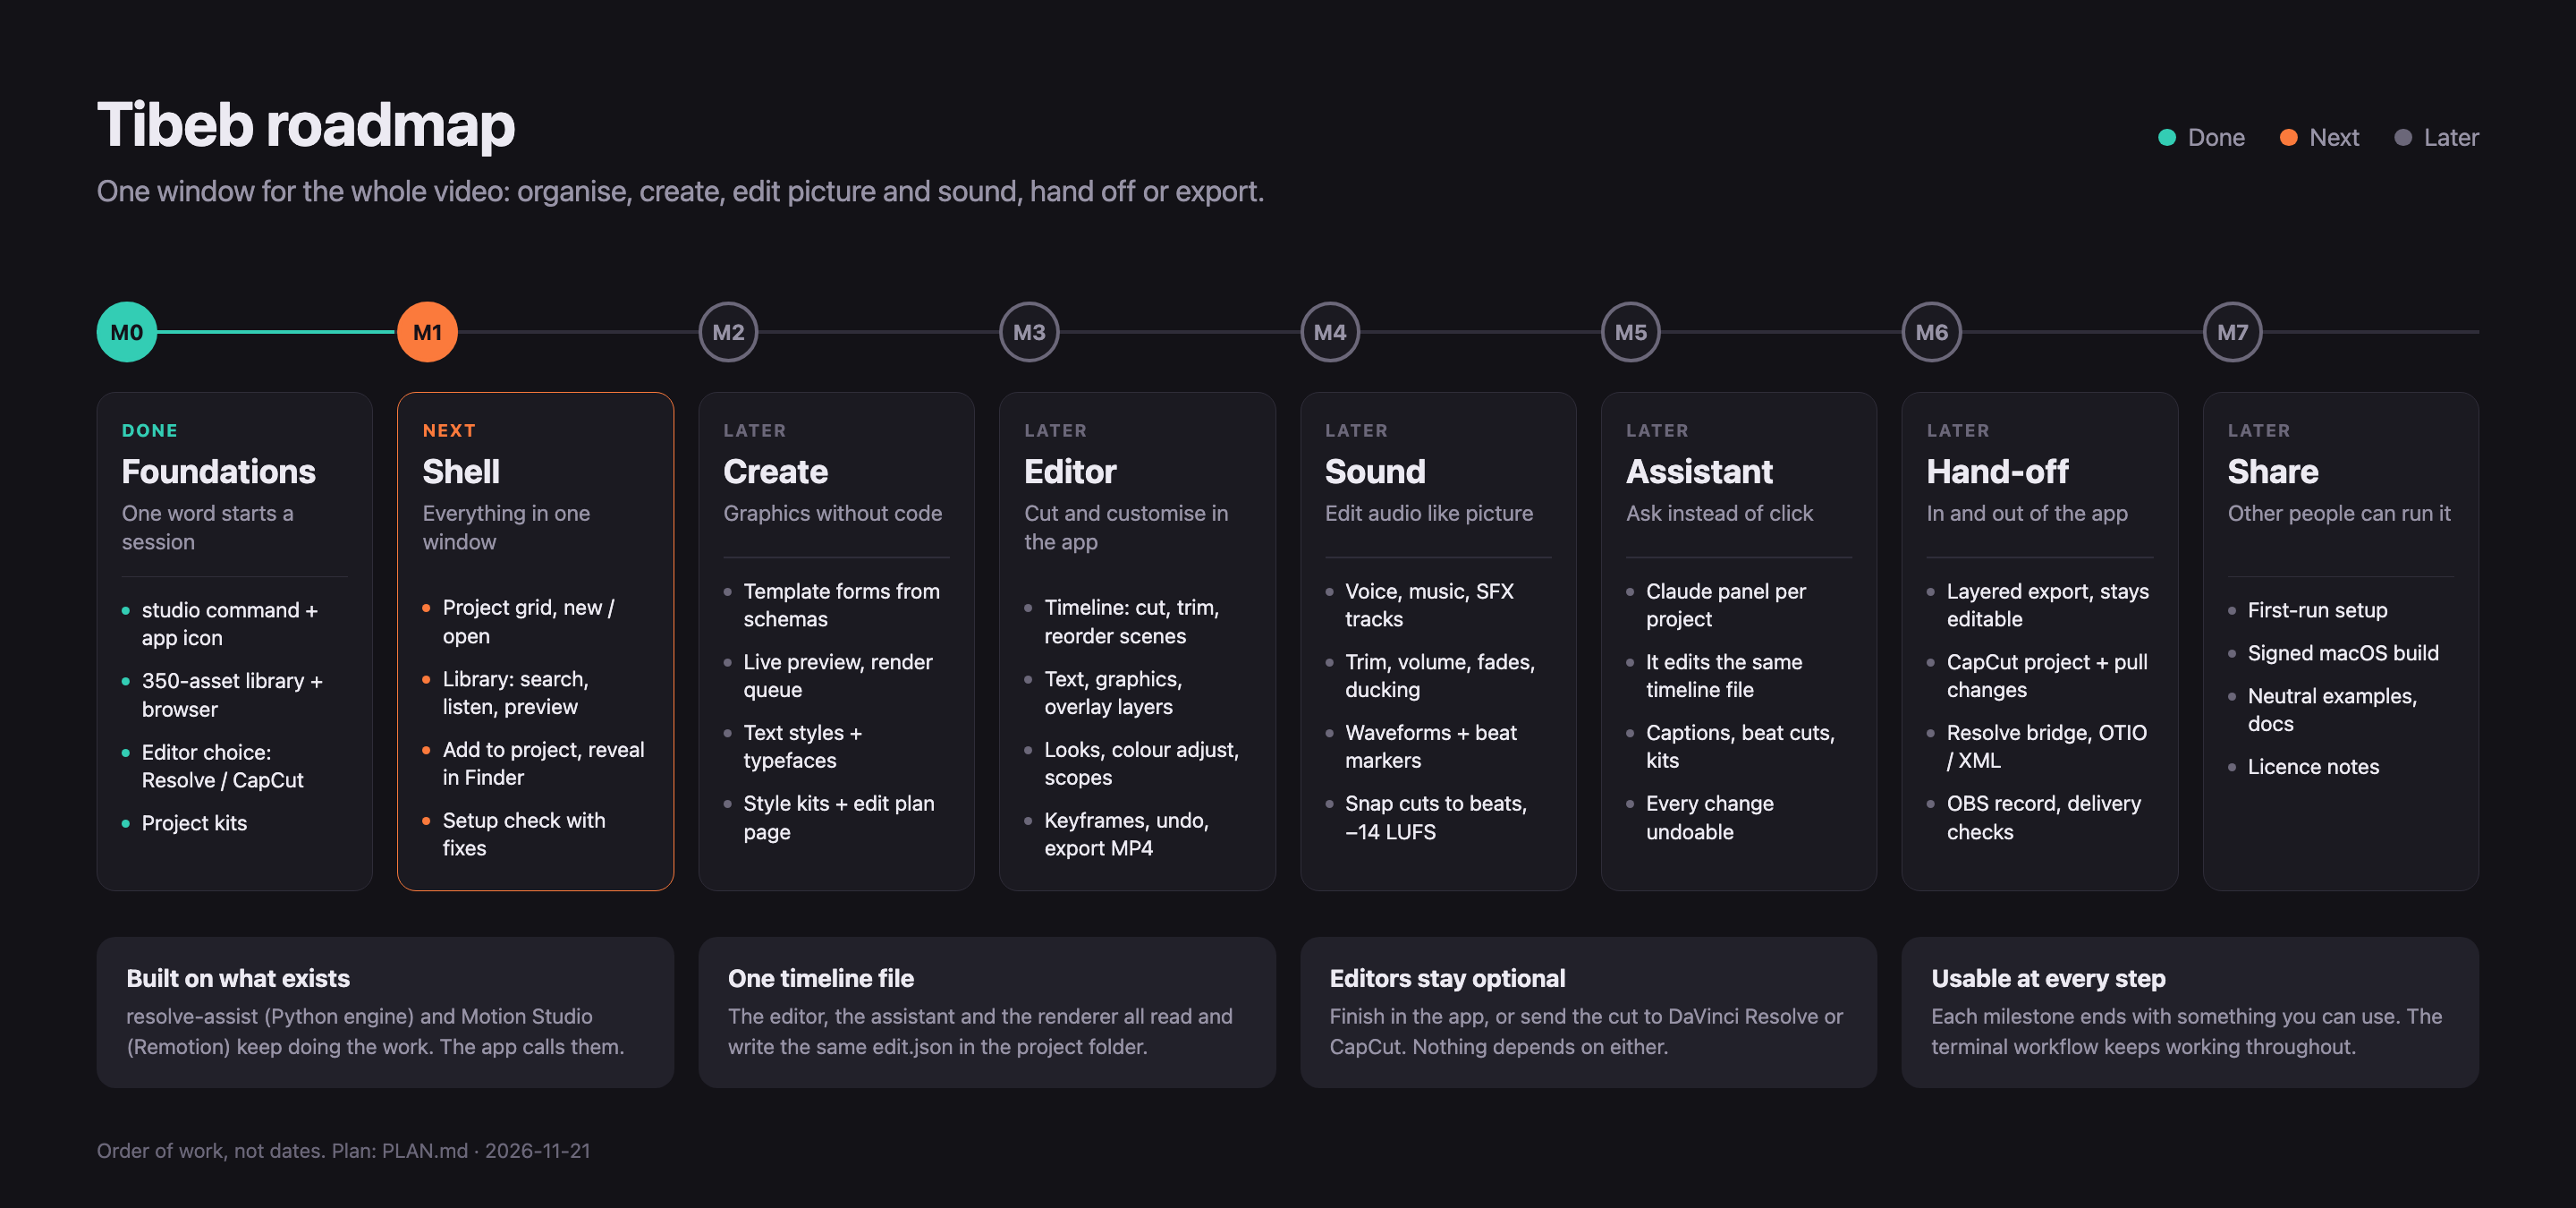 Tibeb roadmap
One window for the whole video: organise, create, edit picture and sound, hand off or export.
Done
Next
Later
M0
M1
M2
M3
M4
M5
M6
M7
DONE
Foundations
One word starts a
session
studio command +
app icon
350-asset library +
browser
Editor choice:
Resolve / CapCut
Project kits
NEXT
Shell
Everything in one
window
Project grid, new /
open
Library: search,
listen, preview
Add to project, reveal
in Finder
Setup check with
fixes
LATER
Create
Graphics without code
Template forms from
schemas
Live preview, render
queue
Text styles +
typefaces
Style kits + edit plan
page
LATER
Editor
Cut and customise in
the app
Timeline: cut, trim,
reorder scenes
Text, graphics,
overlay layers
Looks, colour adjust,
scopes
Keyframes, undo,
export MP4
LATER
Sound
Edit audio like picture
Voice, music, SFX
tracks
Trim, volume, fades,
ducking
Waveforms + beat
markers
Snap cuts to beats,
−14 LUFS
LATER
Assistant
Ask instead of click
Claude panel per
project
It edits the same
timeline file
Captions, beat cuts,
kits
Every change
undoable
LATER
Hand-off
In and out of the app
Layered export, stays
editable
CapCut project + pull
changes
Resolve bridge, OTIO
/ XML
OBS record, delivery
checks
LATER
Share
Other people can run it
First-run setup
Signed macOS build
Neutral examples,
docs
Licence notes
Built on what exists
resolve-assist (Python engine) and Motion Studio
(Remotion) keep doing the work. The app calls them.
One timeline file
The editor, the assistant and the renderer all read and
write the same edit.json in the project folder.
Editors stay optional
Finish in the app, or send the cut to DaVinci Resolve or
CapCut. Nothing depends on either.
Usable at every step
Each milestone ends with something you can use. The
terminal workflow keeps working throughout.
Order of work, not dates. Plan: PLAN.md · 2026-11-21